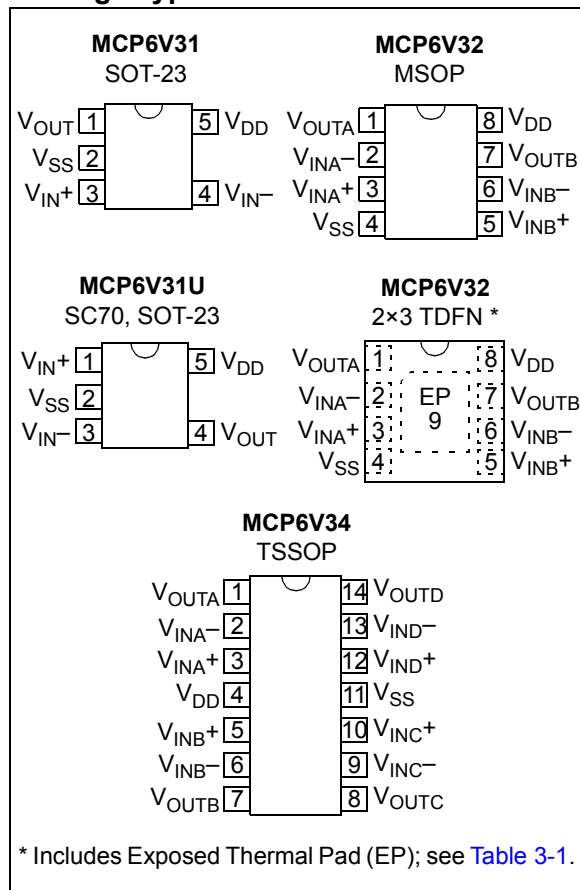 MCP6V31
SOT-23
VOUT 1 5 VDD
VSS 2
VIN+ 3 4 VIN–
MCP6V32
MSOP
VOUTA 1 8 VDD
VINA– 2 7 VOUTB
VINA+ 3 6 VINB–
VSS 4 5 VINB+
MCP6V31U
SC70, SOT-23
VIN+ 1 5 VDD
VSS 2
VIN– 3 4 VOUT
MCP6V32
2×3 TDFN *
VOUTA 1 8 VDD
VINA– 2 EP 7 VOUTB
VINA+ 3 9 6 VINB–
VSS 4 5 VINB+
MCP6V34
TSSOP
VOUTA 1 14 VOUTD
VINA– 2 13 VIND–
VINA+ 3 12 VIND+
VDD 4 11 VSS
VINB+ 5 10 VINC+
VINB– 6 9 VINC–
VOUTB 7 8 VOUTC
* Includes Exposed Thermal Pad (EP); see Table 3-1.